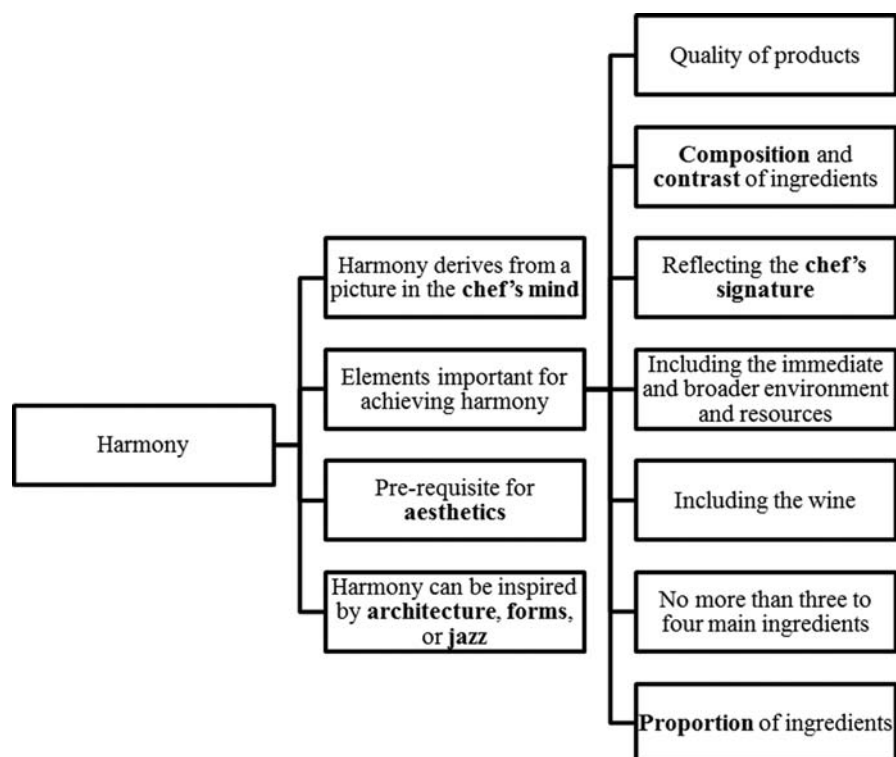 Harmony
Harmony derives from a
picture in the chef's mind
Elements important for
achieving harmony
Pre-requisite for
aesthetics
Harmony can be inspired
by architecture, forms,
or jazz
Quality of products
Composition and
contrast of ingredients
Reflecting the chef's
signature
Including the immediate
and broader environment
and resources
Including the wine
No more than three to
four main ingredients
Proportion of ingredients